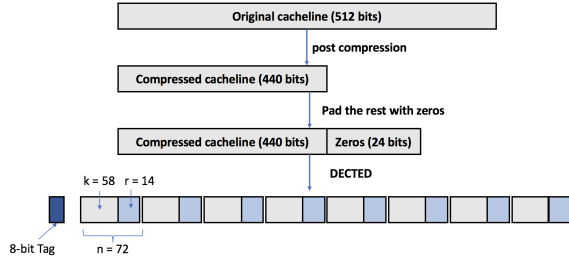 Original cacheline (512 bits)
post compression
Compressed cacheline (440 bits)
Pad the rest with zeros
Compressed cacheline (440 bits) Zeros (24 bits)
DECTED
k = 58 r = 14
8-bit Tag
n = 72